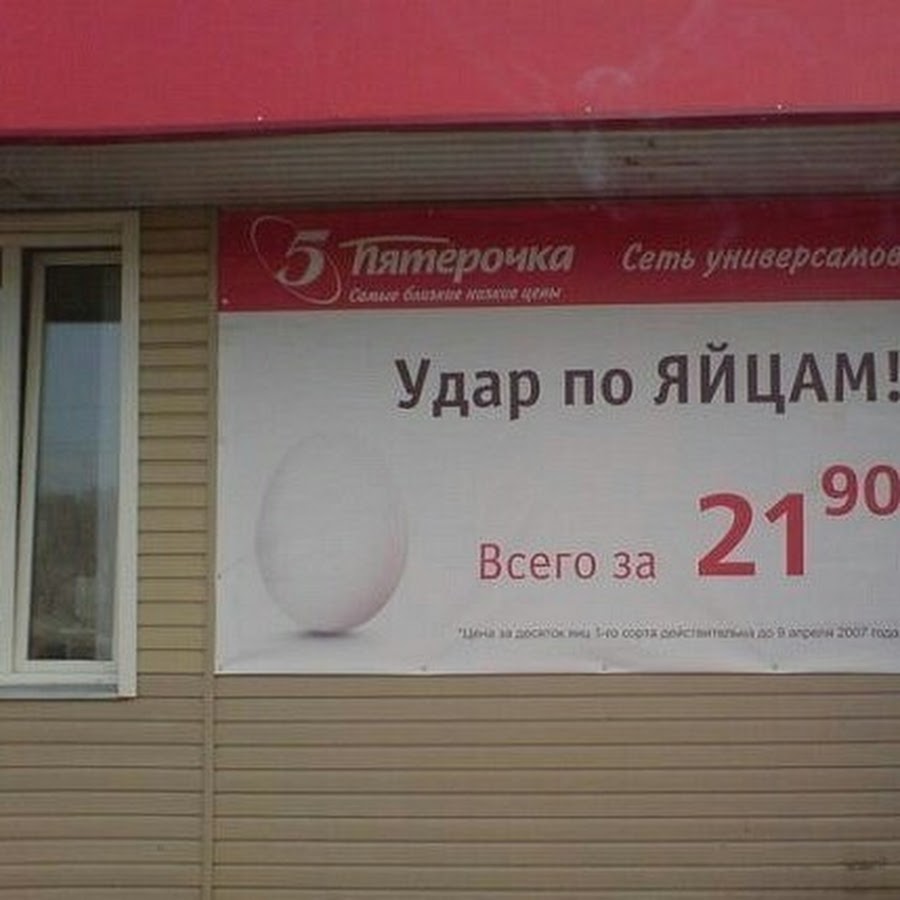 5 Пятерочка Сеть универсамов
Самые близкие низкие цены
Удар по ЯЙЦАМ!
Всего за 21 90
*Цена за десяток яиц 1-го сорта действительна до 9 апреля 2007 года